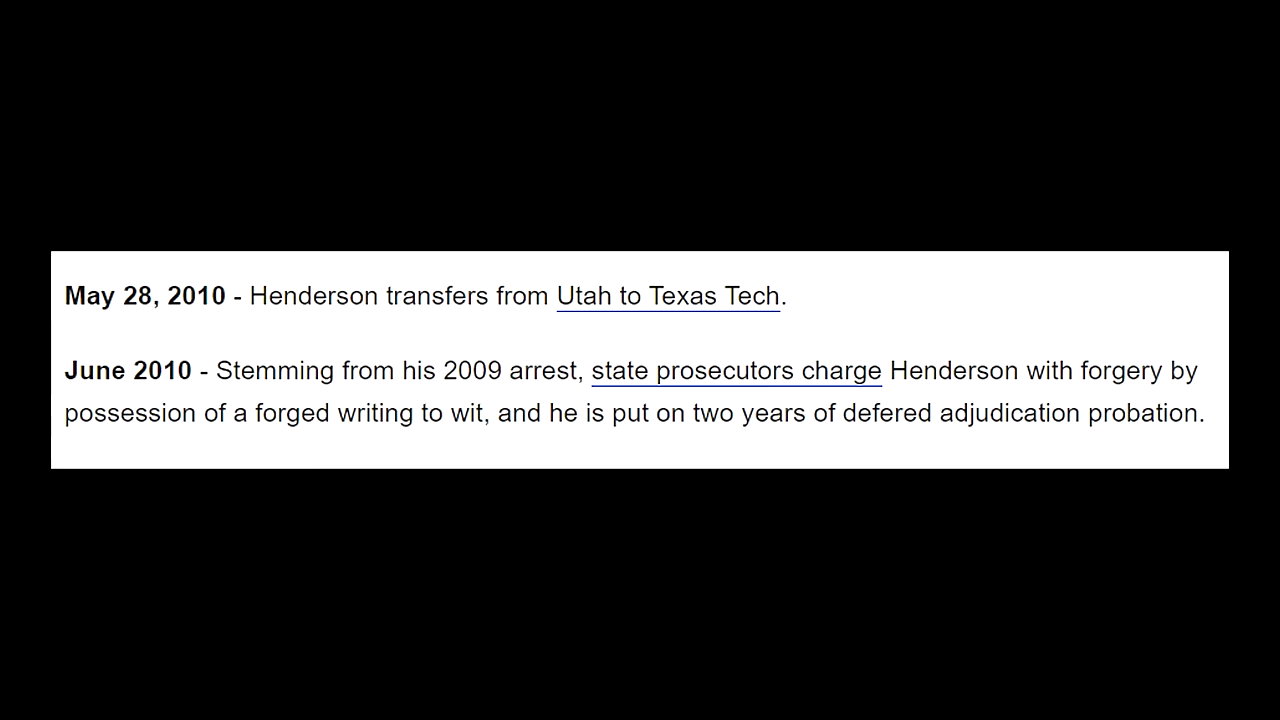 May 28, 2010 - Henderson transfers from Utah to Texas Tech.
June 2010 - Stemming from his 2009 arrest, state prosecutors charge Henderson with forgery by
possession of a forged writing to wit, and he is put on two years of defered adjudication probation.